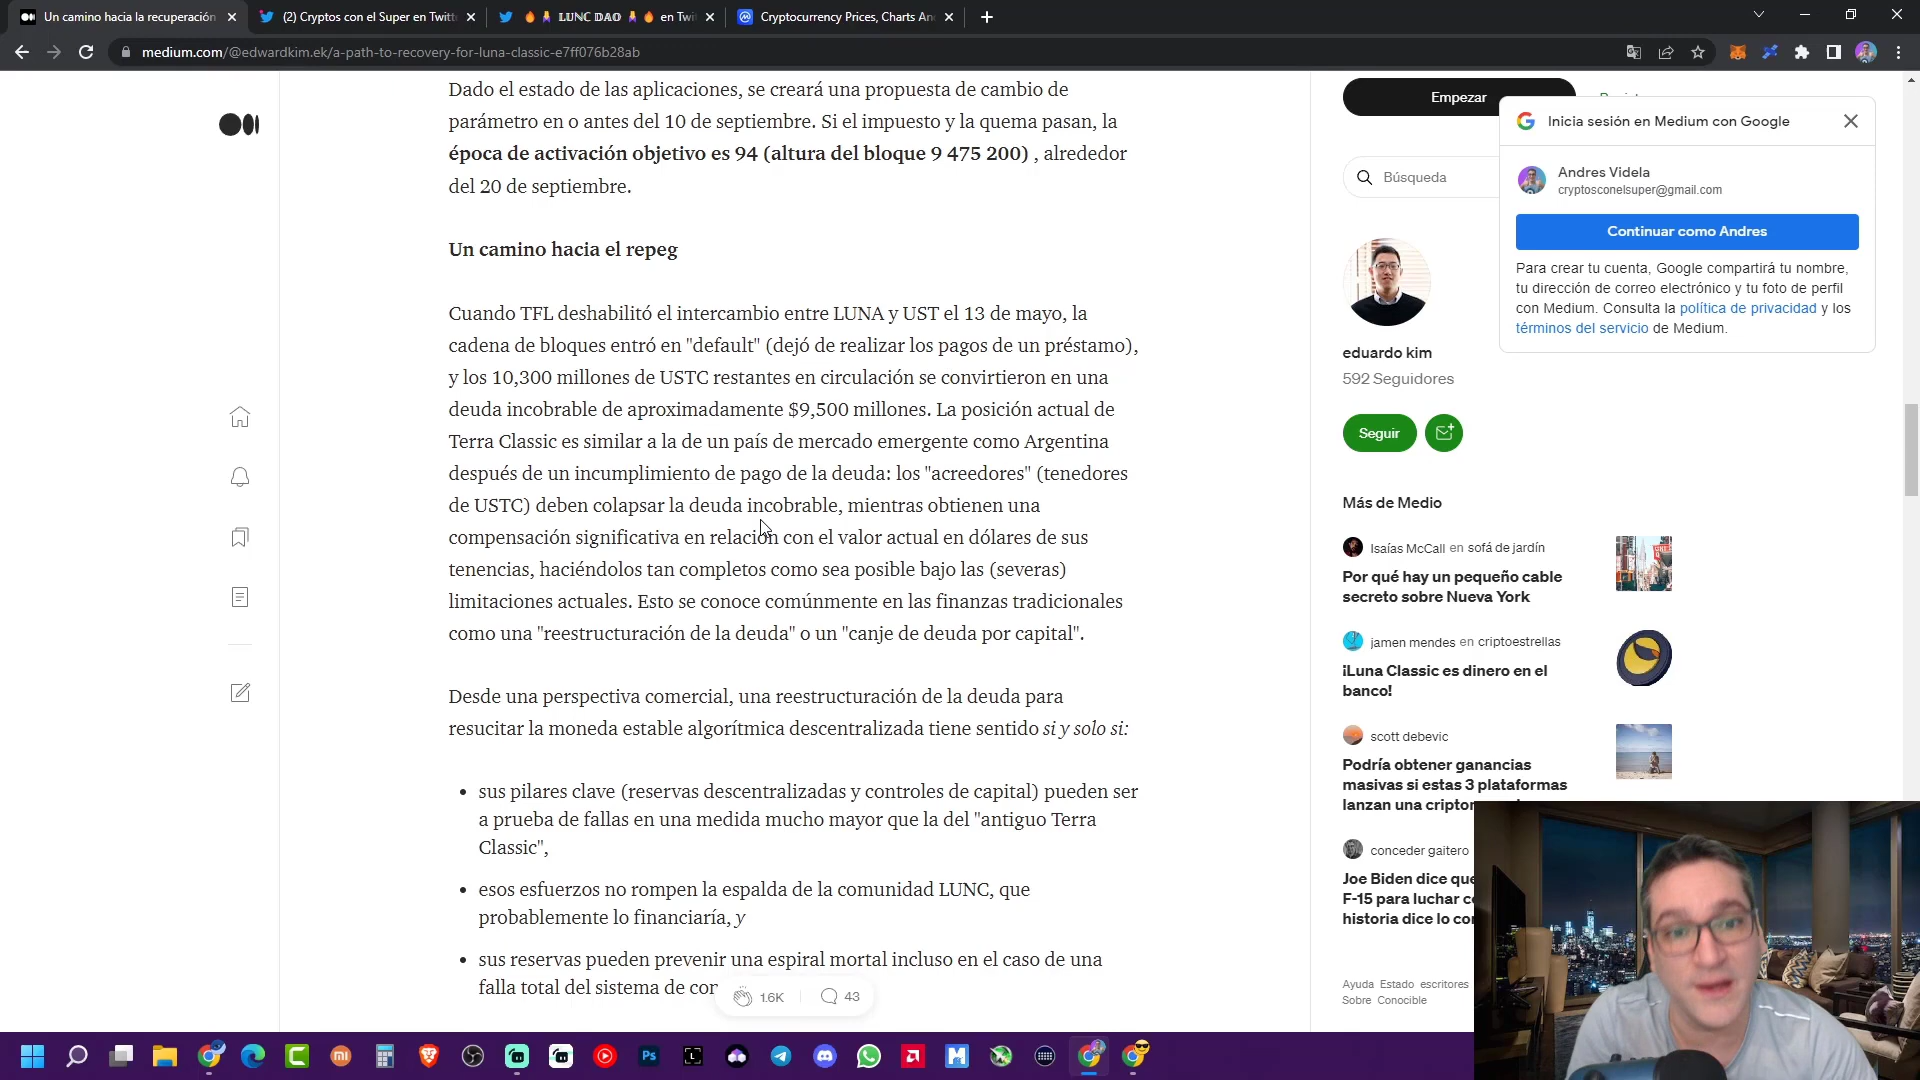 Un camino hacia la recuperación
(2) Cryptos con el Super en Twitt
🔥🧜‍♀️ LUNC DAO 🧜‍♀️🔥 en Twi
Cryptocurrency Prices, Charts An
medium.com/@edwardkim.ek/a-path-to-recovery-for-luna-classic-e7ff076b28ab
Dado el estado de las aplicaciones, se creará una propuesta de cambio de
parámetro en o antes del 10 de septiembre. Si el impuesto y la quema pasan, la
época de activación objetivo es 94 (altura del bloque 9 475 200) , alrededor
del 20 de septiembre.
Un camino hacia el repeg
Cuando TFL deshabilitó el intercambio entre LUNA y UST el 13 de mayo, la
cadena de bloques entró en "default" (dejó de realizar los pagos de un préstamo),
y los 10,300 millones de USTC restantes en circulación se convirtieron en una
deuda incobrable de aproximadamente $9,500 millones. La posición actual de
Terra Classic es similar a la de un país de mercado emergente como Argentina
después de un incumplimiento de pago de la deuda: los "acreedores" (tenedores
de USTC) deben colapsar la deuda incobrable, mientras obtienen una
compensación significativa en relación con el valor actual en dólares de sus
tenencias, haciéndolos tan completos como sea posible bajo las (severas)
limitaciones actuales. Esto se conoce comúnmente en las finanzas tradicionales
como una "reestructuración de la deuda" o un "canje de deuda por capital".
Desde una perspectiva comercial, una reestructuración de la deuda para
resucitar la moneda estable algorítmica descentralizada tiene sentido si y solo si:
sus pilares clave (reservas descentralizadas y controles de capital) pueden ser
a prueba de fallas en una medida mucho mayor que la del "antiguo Terra
Classic",
esos esfuerzos no rompen la espalda de la comunidad LUNC, que
probablemente lo financiaría, y
sus reservas pueden prevenir una espiral mortal incluso en el caso de una
falla total del sistema de con
1.6K
43
Empezar
Búsqueda
Inicia sesión en Medium con Google
Andres Videla
cryptosconelsuper@gmail.com
Continuar como Andres
Para crear tu cuenta, Google compartirá tu nombre,
tu dirección de correo electrónico y tu foto de perfil
con Medium. Consulta la política de privacidad y los
términos del servicio de Medium.
eduardo kim
592 Seguidores
Seguir
Más de Medio
Isaías McCall en sofá de jardín
Por qué hay un pequeño cable
secreto sobre Nueva York
jamen mendes en criptoestrellas
¡Luna Classic es dinero en el
banco!
scott debevic
Podría obtener ganancias
masivas si estas 3 plataformas
lanzan una cripto
conceder gaitero
Joe Biden dice que
F-15 para luchar c
historia dice lo co
Ayuda Estado escritores
Sobre Conocible